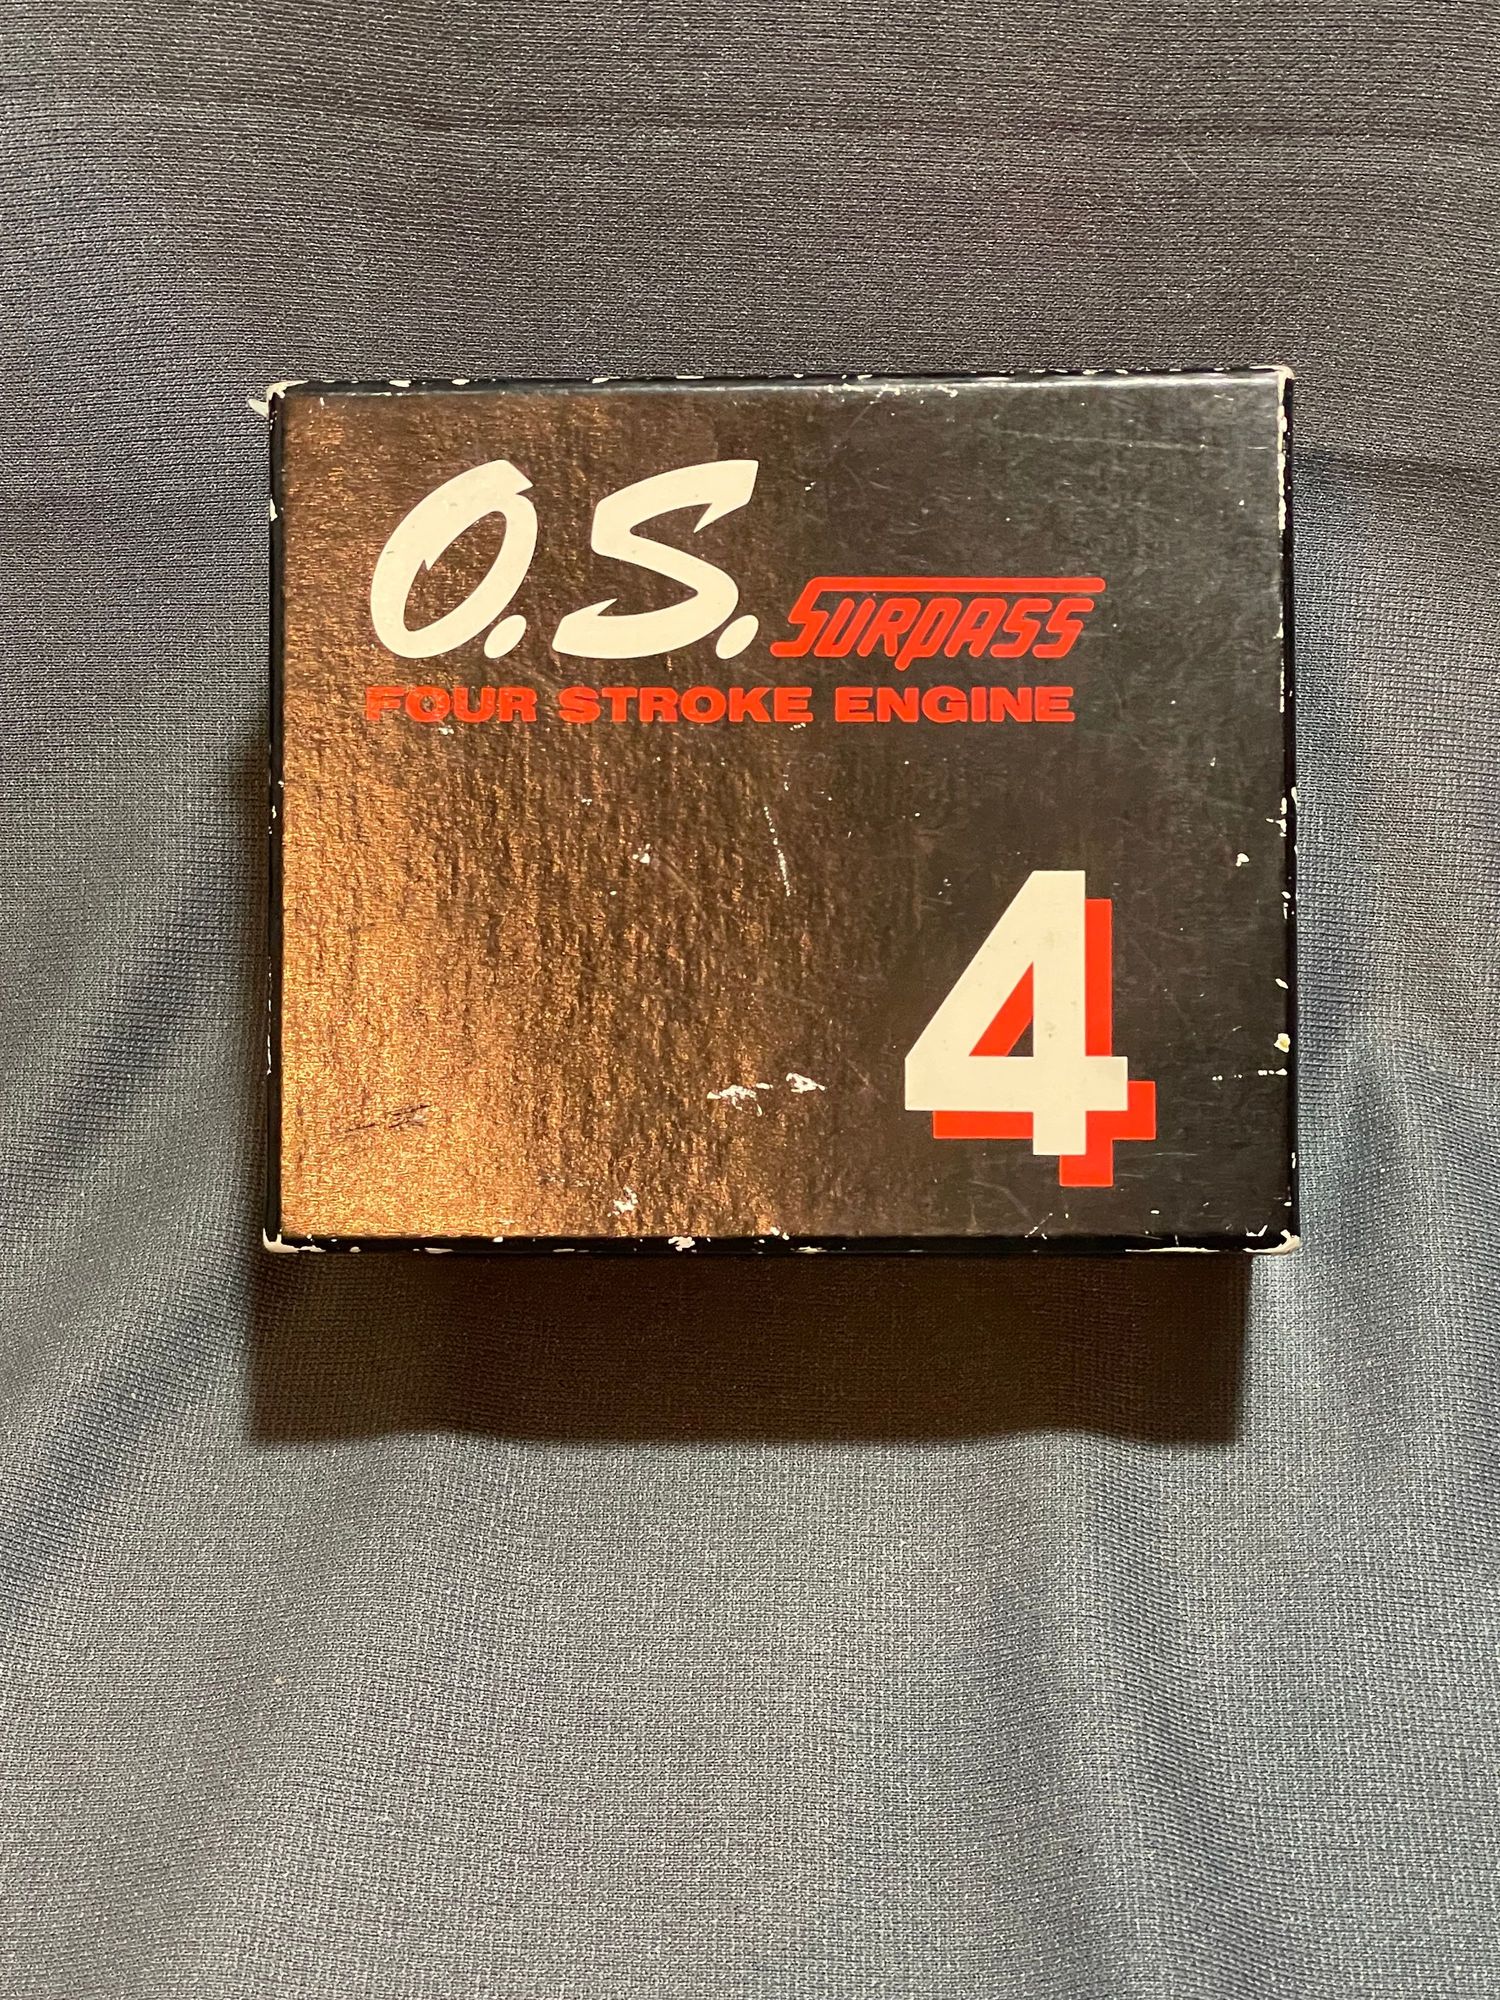 O.S. SURPASS
FOUR STROKE ENGINE
4